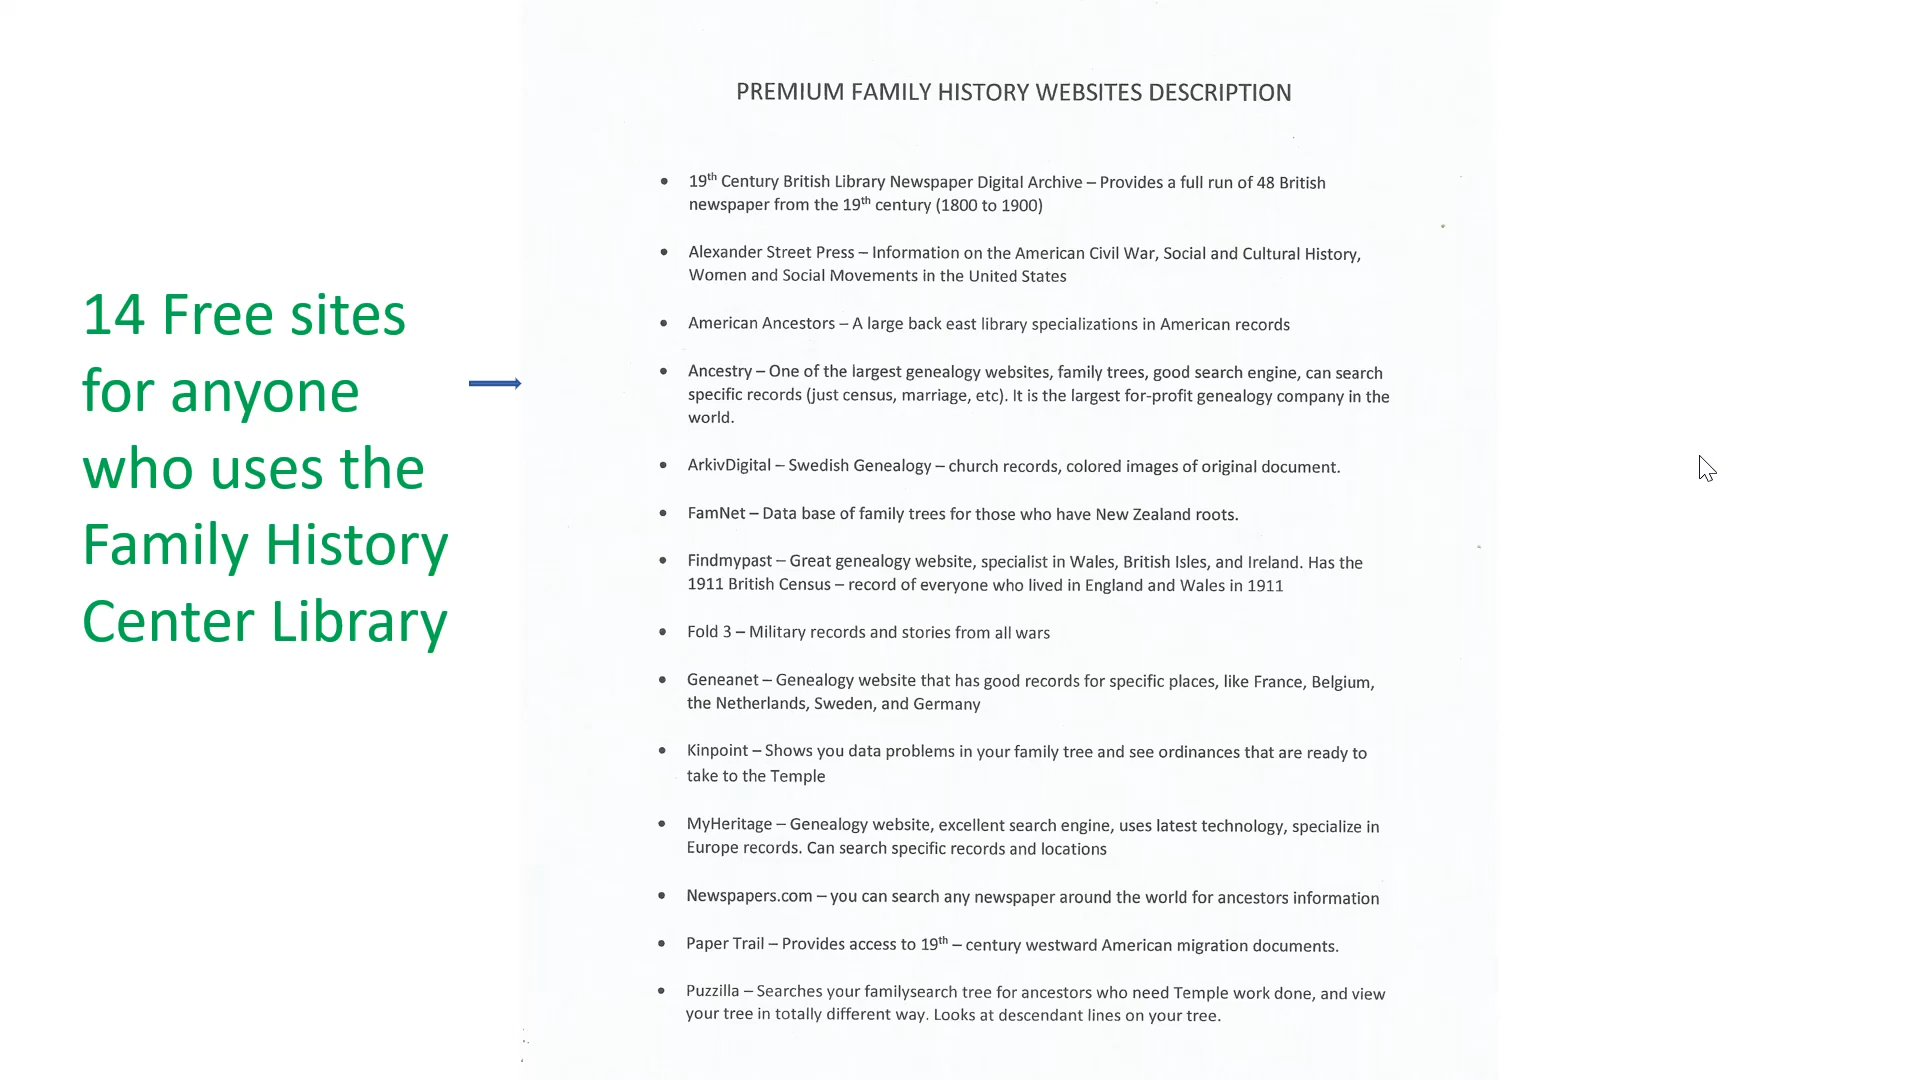 14 Free sites
for anyone
who uses the
Family History
Center Library
PREMIUM FAMILY HISTORY WEBSITES DESCRIPTION
• 19th Century British Library Newspaper Digital Archive – Provides a full run of 48 British
newspaper from the 19th century (1800 to 1900)
• Alexander Street Press – Information on the American Civil War, Social and Cultural History,
Women and Social Movements in the United States
• American Ancestors – A large back east library specializations in American records
• Ancestry – One of the largest genealogy websites, family trees, good search engine, can search
specific records (just census, marriage, etc). It is the largest for-profit genealogy company in the
world.
• ArkivDigital – Swedish Genealogy – church records, colored images of original document.
• FamNet – Data base of family trees for those who have New Zealand roots.
• Findmypast – Great genealogy website, specialist in Wales, British Isles, and Ireland. Has the
1911 British Census – record of everyone who lived in England and Wales in 1911
• Fold 3 – Military records and stories from all wars
• Geneanet – Genealogy website that has good records for specific places, like France, Belgium,
the Netherlands, Sweden, and Germany
• Kinpoint – Shows you data problems in your family tree and see ordinances that are ready to
take to the Temple
• MyHeritage – Genealogy website, excellent search engine, uses latest technology, specialize in
Europe records. Can search specific records and locations
• Newspapers.com – you can search any newspaper around the world for ancestors information
• Paper Trail – Provides access to 19th – century westward American migration documents.
• Puzzilla – Searches your familysearch tree for ancestors who need Temple work done, and view
your tree in totally different way. Looks at descendant lines on your tree.